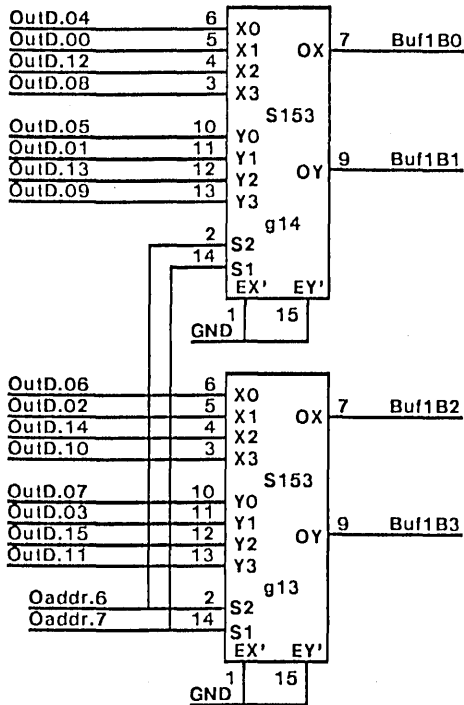 OutD.04 6 X0
OutD.00 5 X1 OX 7 Buf1B0
OutD.12 4 X2
OutD.08 3 X3
S153
OutD.05 10 Y0
OutD.01 11 Y1 OY 9 Buf1B1
OutD.13 12 Y2
OutD.09 13 Y3
g14
2 S2
14 S1
EX' EY'
1 15
GND
OutD.06 6 X0
OutD.02 5 X1 OX 7 Buf1B2
OutD.14 4 X2
OutD.10 3 X3
S153
OutD.07 10 Y0
OutD.03 11 Y1 OY 9 Buf1B3
OutD.15 12 Y2
OutD.11 13 Y3
g13
Oaddr.6 2 S2
Oaddr.7 14 S1
EX' EY'
1 15
GND